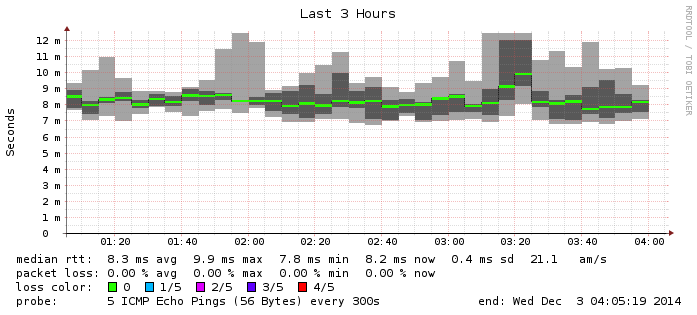 Last 3 Hours
RRDTOOL / TOBI OETIKER
Seconds
12 m
11 m
10 m
9 m
8 m
7 m
6 m
5 m
4 m
3 m
2 m
1 m
0
01:20 01:40 02:00 02:20 02:40 03:00 03:20 03:40 04:00
median rtt: 8.3 ms avg 9.9 ms max 7.8 ms min 8.2 ms now 0.4 ms sd 21.1 am/s
packet loss: 0.00 % avg 0.00 % max 0.00 % min 0.00 % now
loss color: 0 1/5 2/5 3/5 4/5
probe: 5 ICMP Echo Pings (56 Bytes) every 300s end: Wed Dec 3 04:05:19 2014